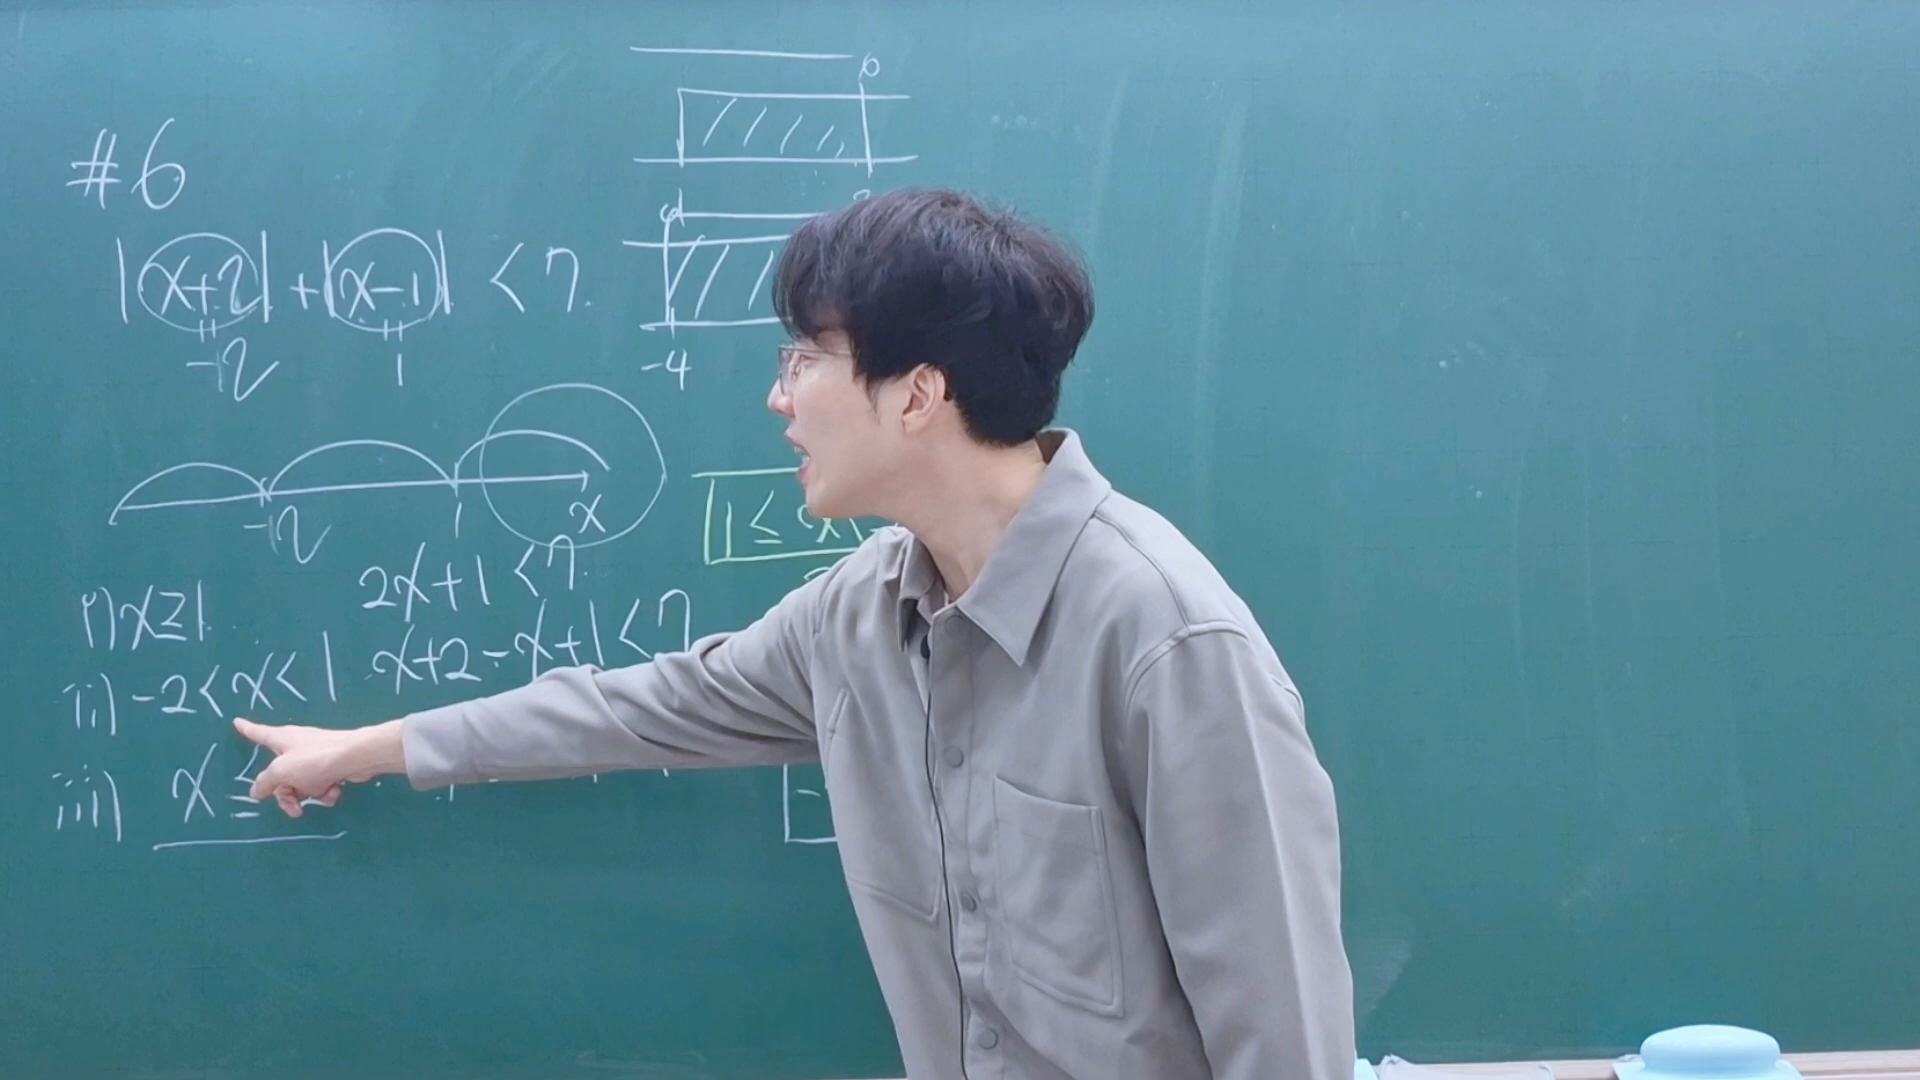 #6
|x+2| + |x-1| < 7
-2 1
-4
-2 1 x
1 ≤ x
i) x≥1 2x+1 < 7
ii) -2<x<1 x+2-x+1<7
iii) x ≤